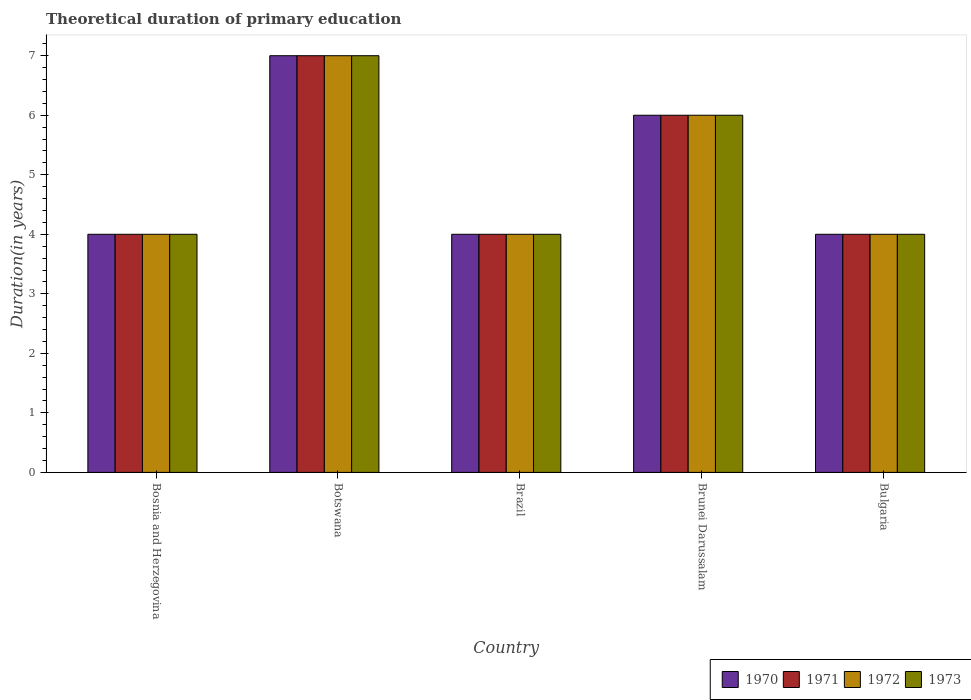 Theoretical duration of primary education
Duration(in years)
7
6
5
4
3
2
1
0
Bosnia and Herzegovina
Botswana
Brazil
Brunei Darussalam
Bulgaria
Country
1970
1971
1972
1973